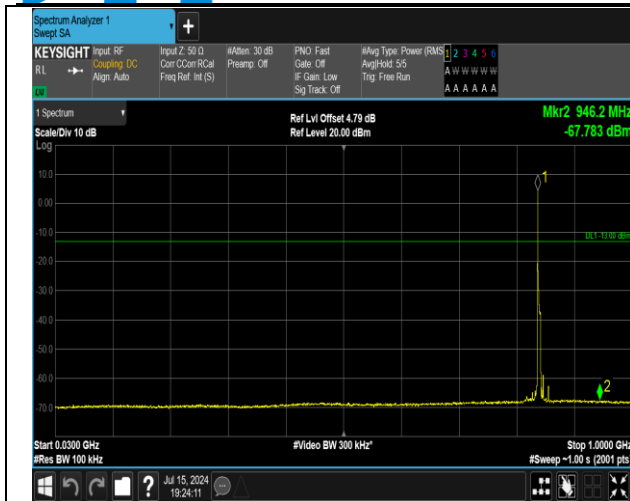 Spectrum Analyzer 1
Swept SA
+
KEYSIGHT Input: RF Input Z: 50 Ω #Atten: 30 dB PNO: Fast #Avg Type: Power (RMS 1 2 3 4 5 6
RL Coupling: DC Corr CCorr RCal Preamp: Off Gate: Off Avg|Hold: 5/5 A W W W W W
Align: Auto Freq Ref: Int (S) IF Gain: Low Trig: Free Run
Sig Track: Off A A A A A A
1 Spectrum
Ref Lvl Offset 4.79 dB Mkr2 946.2 MHz
Scale/Div 10 dB Ref Level 20.00 dBm -67.783 dBm
Log
10.0
1
0.00
-10.0
DL1 -13.00 dBm
-20.0
-30.0
-40.0
-50.0
-60.0
2
-70.0
Start 0.0300 GHz #Video BW 300 kHz* Stop 1.0000 GHz
#Res BW 100 kHz #Sweep ~1.00 s (2001 pts
?
Jul 15, 2024
19:24:11